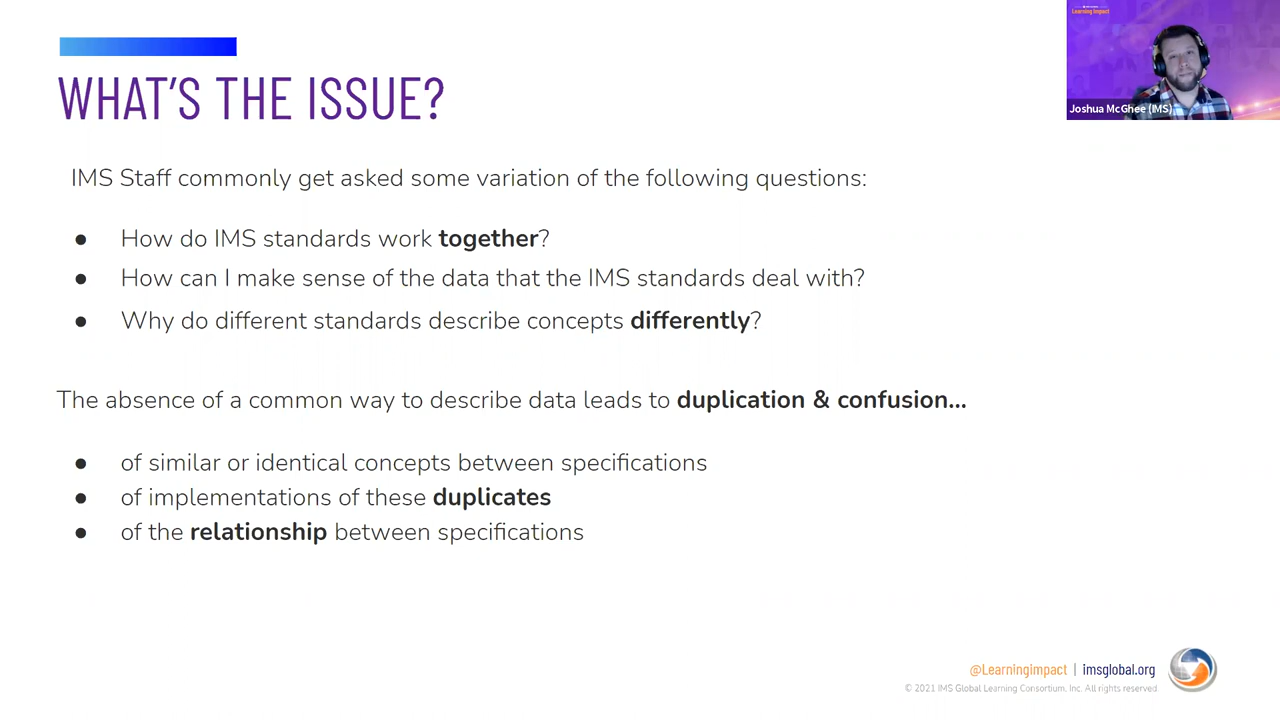 Learning Impact
Joshua McGhee (IMS)
WHAT'S THE ISSUE?
IMS Staff commonly get asked some variation of the following questions:
● How do IMS standards work together?
● How can I make sense of the data that the IMS standards deal with?
● Why do different standards describe concepts differently?
The absence of a common way to describe data leads to duplication & confusion...
● of similar or identical concepts between specifications
● of implementations of these duplicates
● of the relationship between specifications
@Learningimpact | imsglobal.org
© 2021 IMS Global Learning Consortium, Inc. All rights reserved